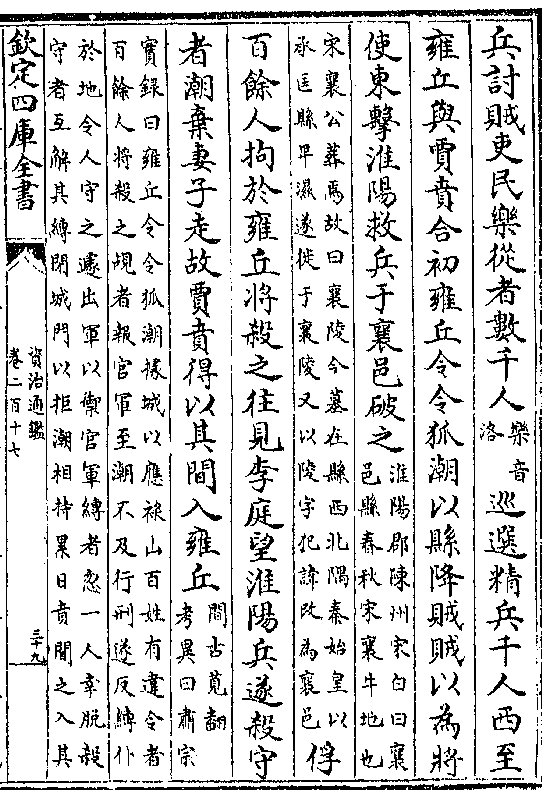 兵討賊吏民樂從者數千人樂音洛巡選精兵千人西至
雍丘與賈賁合初雍丘令令狐潮以縣降賊賊以為將
使東擊淮陽救兵于襄邑破之淮陽郡陳州宋白曰襄邑縣春秋宋襄牛地也
宋襄公葬焉故曰襄陵今墓在縣西北隅秦始皇以承匡縣卑濕遂徙于襄陵又以陵字犯諱改為襄邑俘
百餘人拘於雍丘將殺之往見李庭望淮陽兵遂殺守
者潮棄妻子走故賈賁得以其間入雍丘間古莧翻考異曰肅宗
實錄曰雍丘令令狐潮據城以應祿山百姓有違令者百餘人將殺之覘者報官軍至潮不及行刑遂反縛仆
於地令人守之遽出軍以禦官軍縛者忽一人幸脫殺守者互解其縛閉城門以拒潮相持累日賁聞之入其
欽定四庫全書
資治通鑑
卷二百十七
三十九